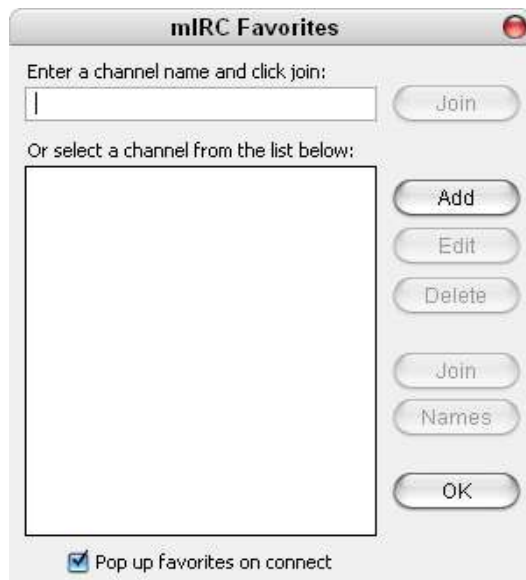 mIRC Favorites
Enter a channel name and click join:
Join
Or select a channel from the list below:
Add
Edit
Delete
Join
Names
OK
Pop up favorites on connect